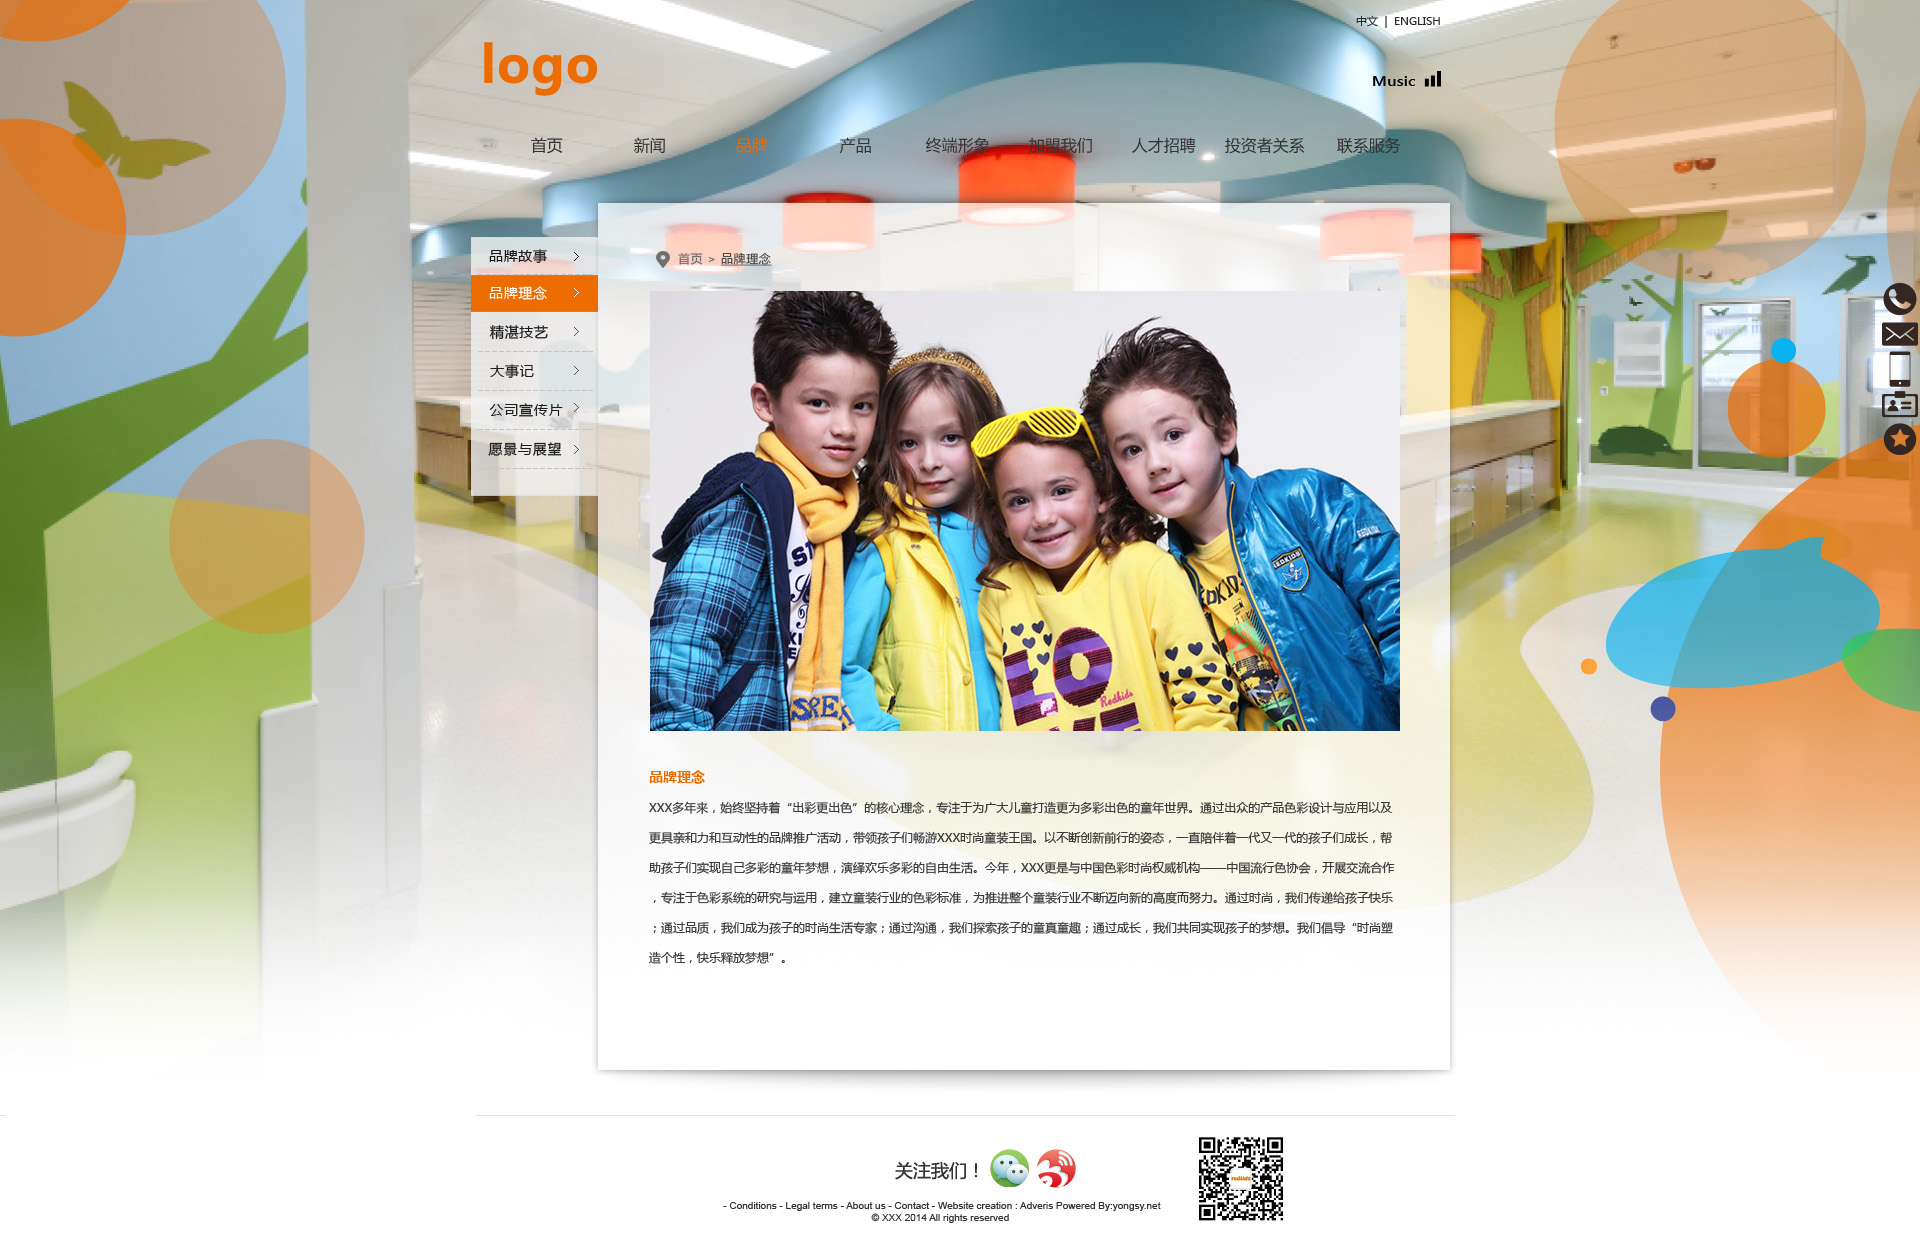 中文 | ENGLISH
logo
Music
首页 新闻 品牌 产品 终端形象 加盟我们 人才招聘 投资者关系 联系服务
品牌故事
品牌理念
精湛技艺
大事记
公司宣传片
愿景与展望
首页 > 品牌理念
REDKIDS
REDKIDS
EDKIDS
LO
Redkids
SREK
品牌理念
XXX多年来，始终坚持着“出彩更出色”的核心理念，专注于为广大儿童打造更为多彩出色的童年世界。通过出众的产品色彩设计与应用以及
更具亲和力和互动性的品牌推广活动，带领孩子们畅游XXX时尚童装王国。以不断创新前行的姿态，一直陪伴着一代又一代的孩子们成长，帮
助孩子们实现自己多彩的童年梦想，演绎欢乐多彩的自由生活。今年，XXX更是与中国色彩时尚权威机构——中国流行色协会，开展交流合作
，专注于色彩系统的研究与运用，建立童装行业的色彩标准，为推进整个童装行业不断迈向新的高度而努力。通过时尚，我们传递给孩子快乐
；通过品质，我们成为孩子的时尚生活专家；通过沟通，我们探索孩子的童真童趣；通过成长，我们共同实现孩子的梦想。我们倡导“时尚塑
造个性，快乐释放梦想”。
关注我们！
redkids
- Conditions - Legal terms - About us - Contact - Website creation : Adveris Powered By:yongsy.net
© XXX 2014 All rights reserved